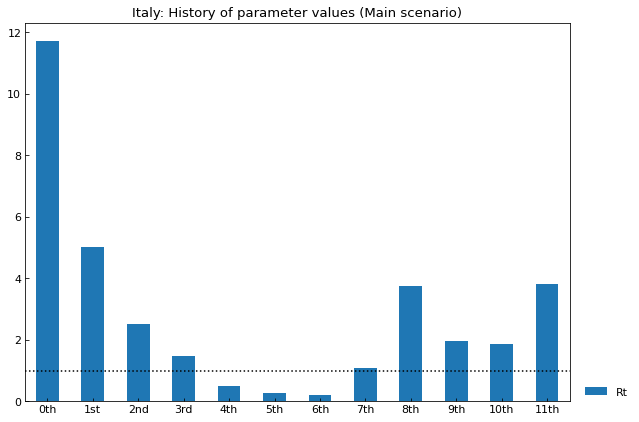 Italy: History of parameter values (Main scenario)
12
10
8
6
4
2
0
0th 1st 2nd 3rd 4th 5th 6th 7th 8th 9th 10th 11th
Rt